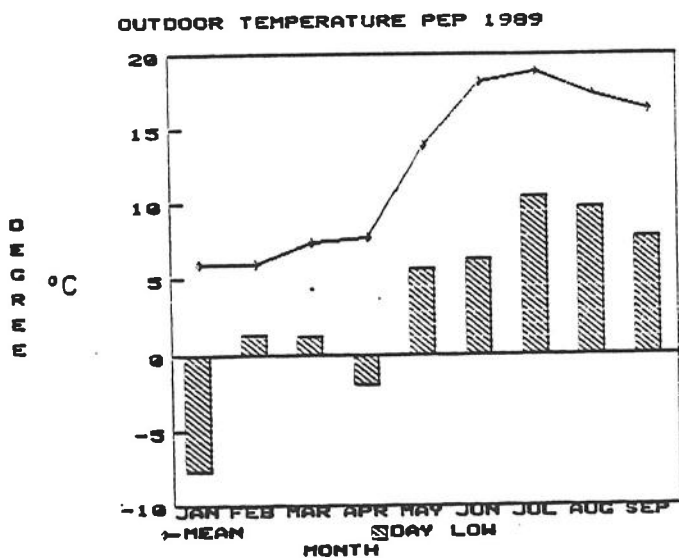 OUTDOOR TEMPERATURE PEP 1989
20
15
10
5
0
-5
-10
DEGREE
°C
JAN FEB MAR APR MAY JUN JUL AUG SEP
MEAN DAY LOW
MONTH